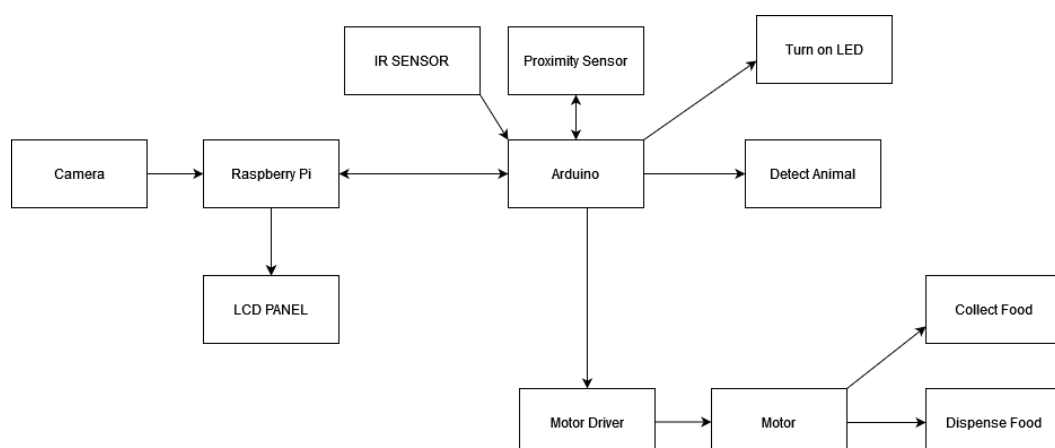 IR SENSOR
Proximity Sensor
Turn on LED
Camera
Raspberry Pi
Arduino
Detect Animal
LCD PANEL
Collect Food
Motor Driver
Motor
Dispense Food